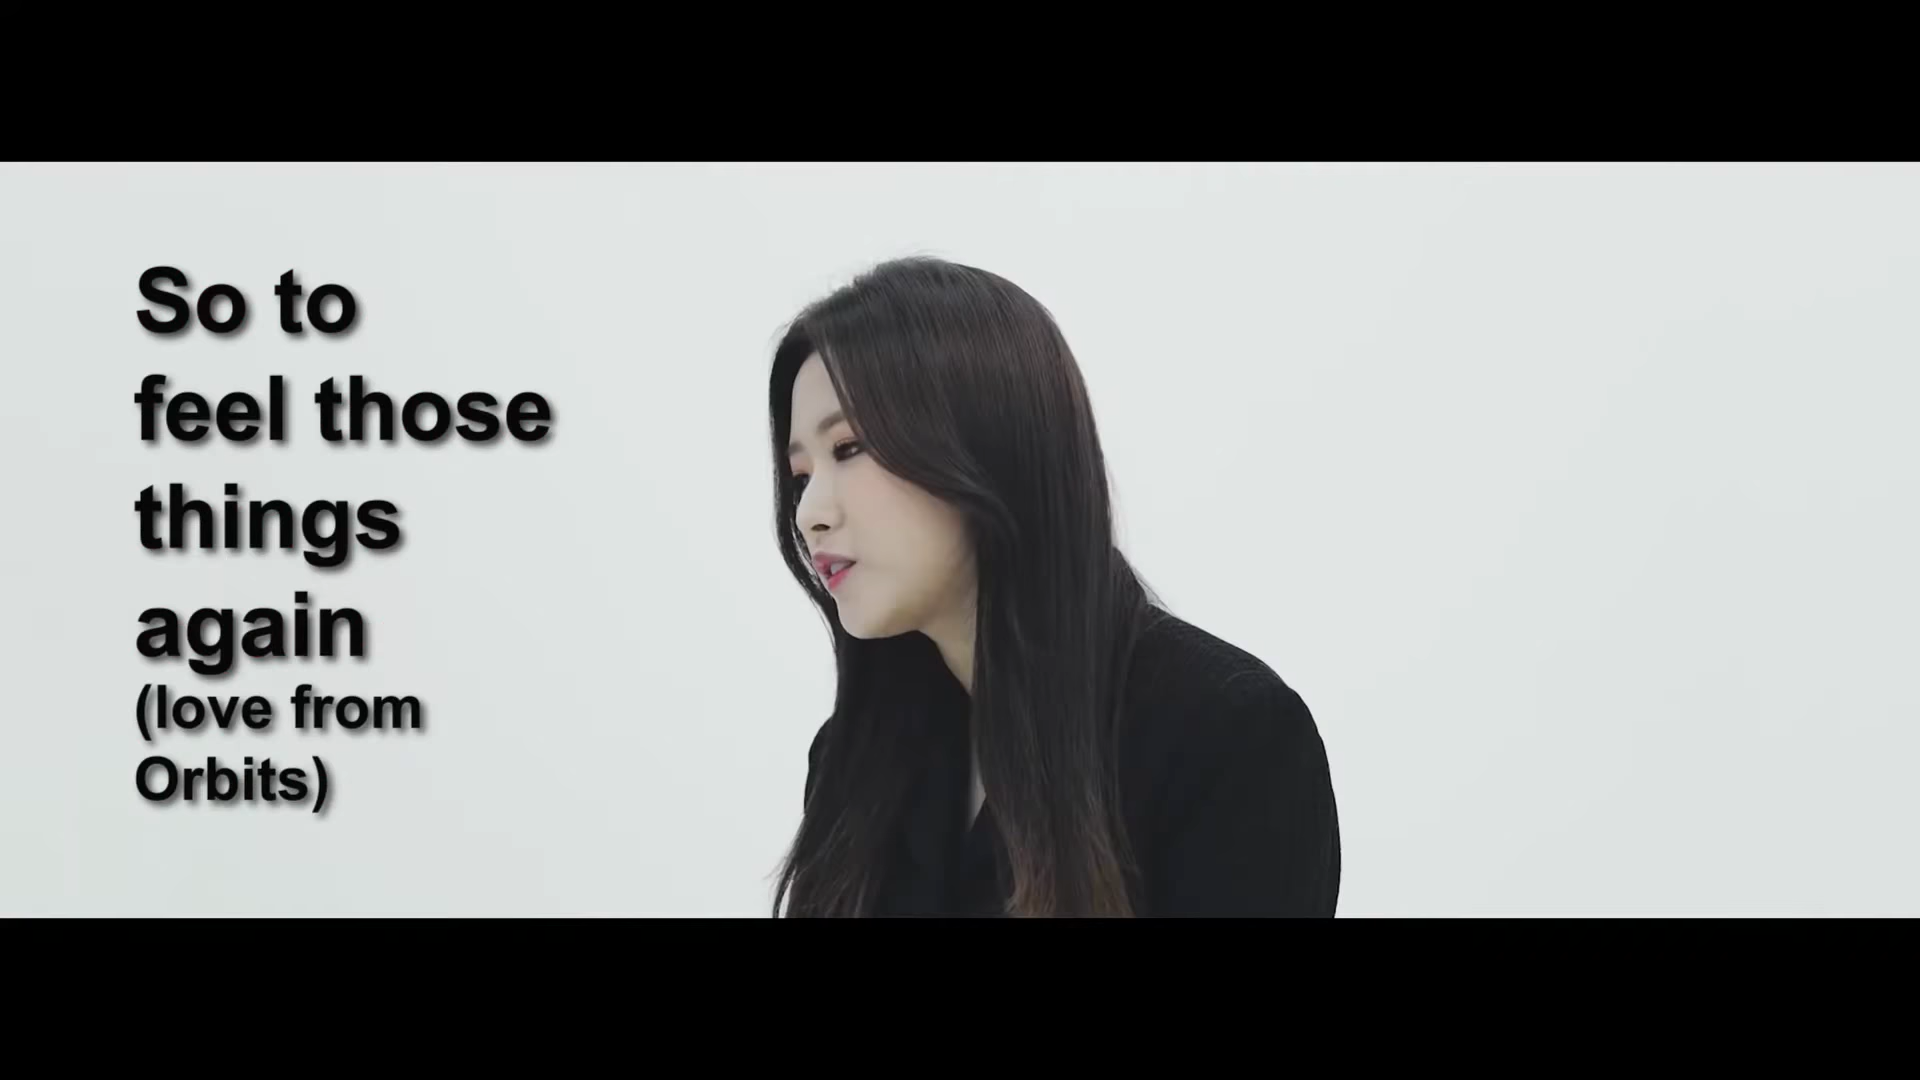 So to
feel those
things
again
(love from
Orbits)